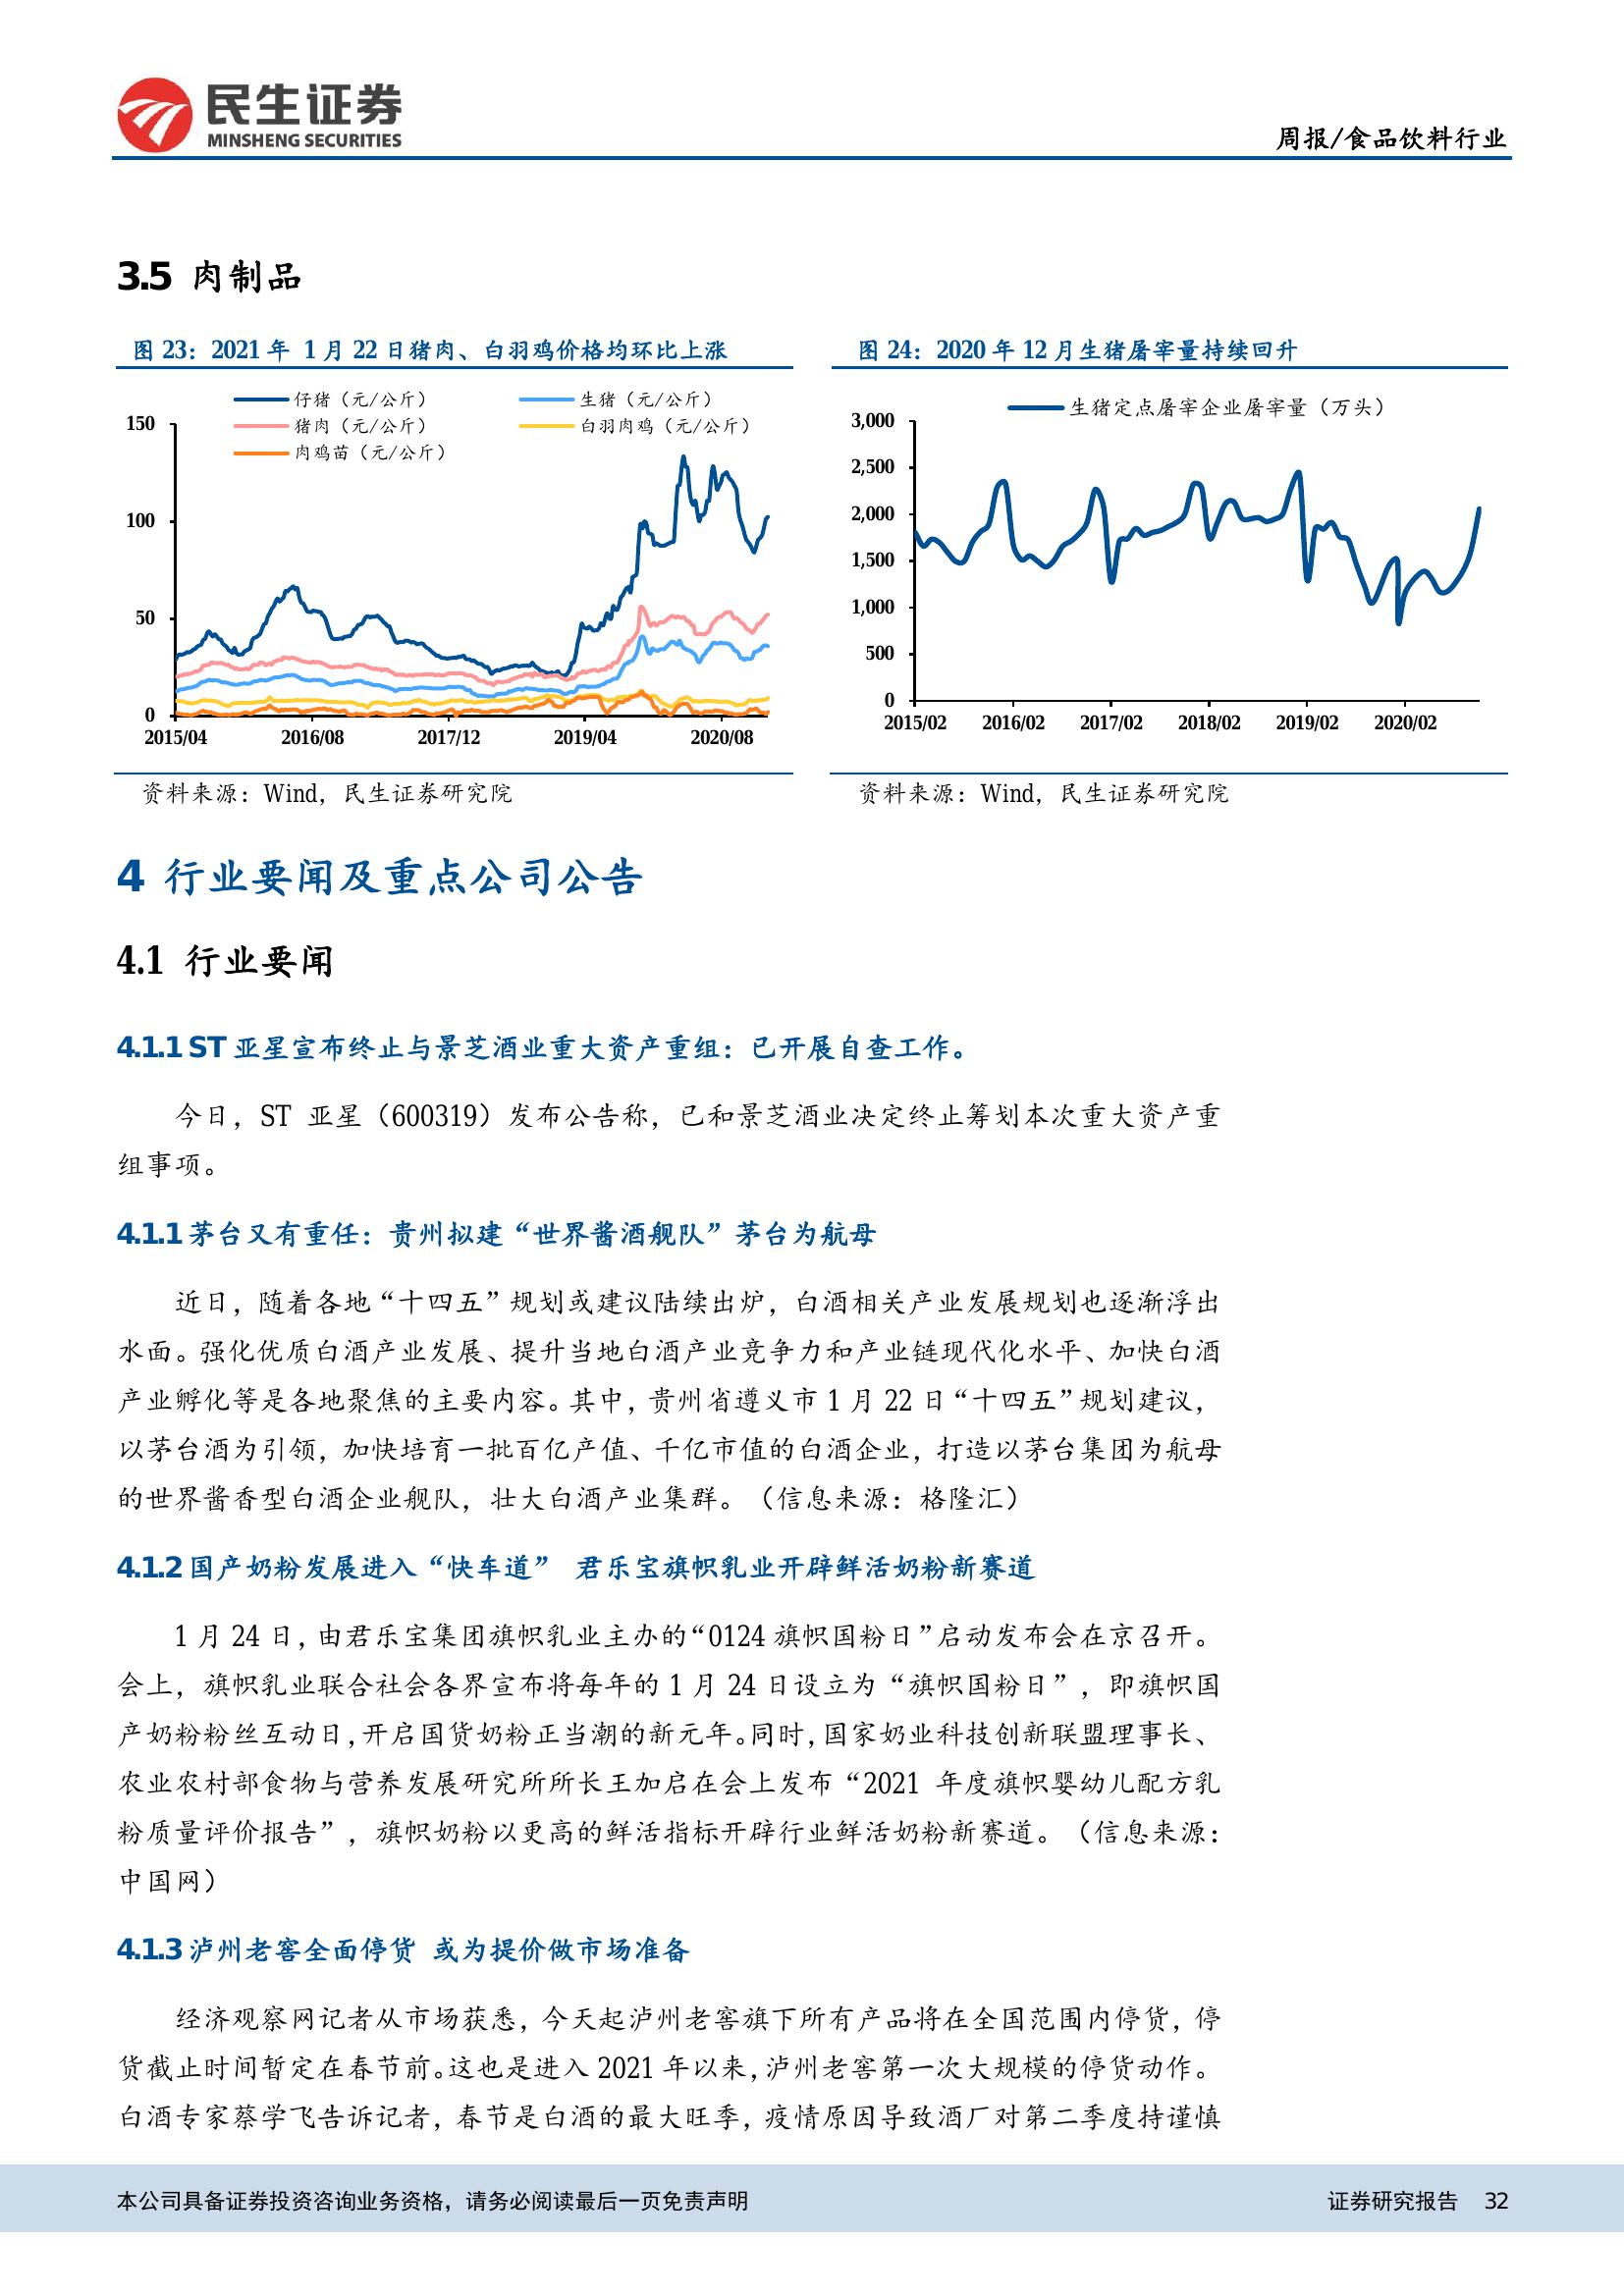 民生证券
MINSHENG SECURITIES
周报/食品饮料行业
3.5 肉制品
图 23：2021 年 1 月 22 日猪肉、白羽鸡价格均环比上涨
仔猪（元/公斤）
生猪（元/公斤）
猪肉（元/公斤）
白羽肉鸡（元/公斤）
肉鸡苗（元/公斤）
150
100
50
0
2015/04 2016/08 2017/12 2019/04 2020/08
资料来源：Wind，民生证券研究院
图 24：2020 年 12 月生猪屠宰量持续回升
生猪定点屠宰企业屠宰量（万头）
3,000
2,500
2,000
1,500
1,000
500
0
2015/02 2016/02 2017/02 2018/02 2019/02 2020/02
资料来源：Wind，民生证券研究院
4 行业要闻及重点公司公告
4.1 行业要闻
4.1.1 ST 亚星宣布终止与景芝酒业重大资产重组：已开展自查工作。
今日，ST 亚星（600319）发布公告称，已和景芝酒业决定终止筹划本次重大资产重
组事项。
4.1.1 茅台又有重任：贵州拟建“世界酱酒舰队”茅台为航母
近日，随着各地“十四五”规划或建议陆续出炉，白酒相关产业发展规划也逐渐浮出
水面。强化优质白酒产业发展、提升当地白酒产业竞争力和产业链现代化水平、加快白酒
产业孵化等是各地聚焦的主要内容。其中，贵州省遵义市 1 月 22 日“十四五”规划建议，
以茅台酒为引领，加快培育一批百亿产值、千亿市值的白酒企业，打造以茅台集团为航母
的世界酱香型白酒企业舰队，壮大白酒产业集群。（信息来源：格隆汇）
4.1.2 国产奶粉发展进入“快车道” 君乐宝旗帜乳业开辟鲜活奶粉新赛道
1 月 24 日，由君乐宝集团旗帜乳业主办的“0124 旗帜国粉日”启动发布会在京召开。
会上，旗帜乳业联合社会各界宣布将每年的 1 月 24 日设立为“旗帜国粉日”，即旗帜国
产奶粉粉丝互动日，开启国货奶粉正当潮的新元年。同时，国家奶业科技创新联盟理事长、
农业农村部食物与营养发展研究所所长王加启在会上发布“2021 年度旗帜婴幼儿配方乳
粉质量评价报告”，旗帜奶粉以更高的鲜活指标开辟行业鲜活奶粉新赛道。（信息来源：
中国网）
4.1.3 泸州老窖全面停货 或为提价做市场准备
经济观察网记者从市场获悉，今天起泸州老窖旗下所有产品将在全国范围内停货，停
货截止时间暂定在春节前。这也是进入 2021 年以来，泸州老窖第一次大规模的停货动作。
白酒专家蔡学飞告诉记者，春节是白酒的最大旺季，疫情原因导致酒厂对第二季度持谨慎
本公司具备证券投资咨询业务资格，请务必阅读最后一页免责声明
证券研究报告 32